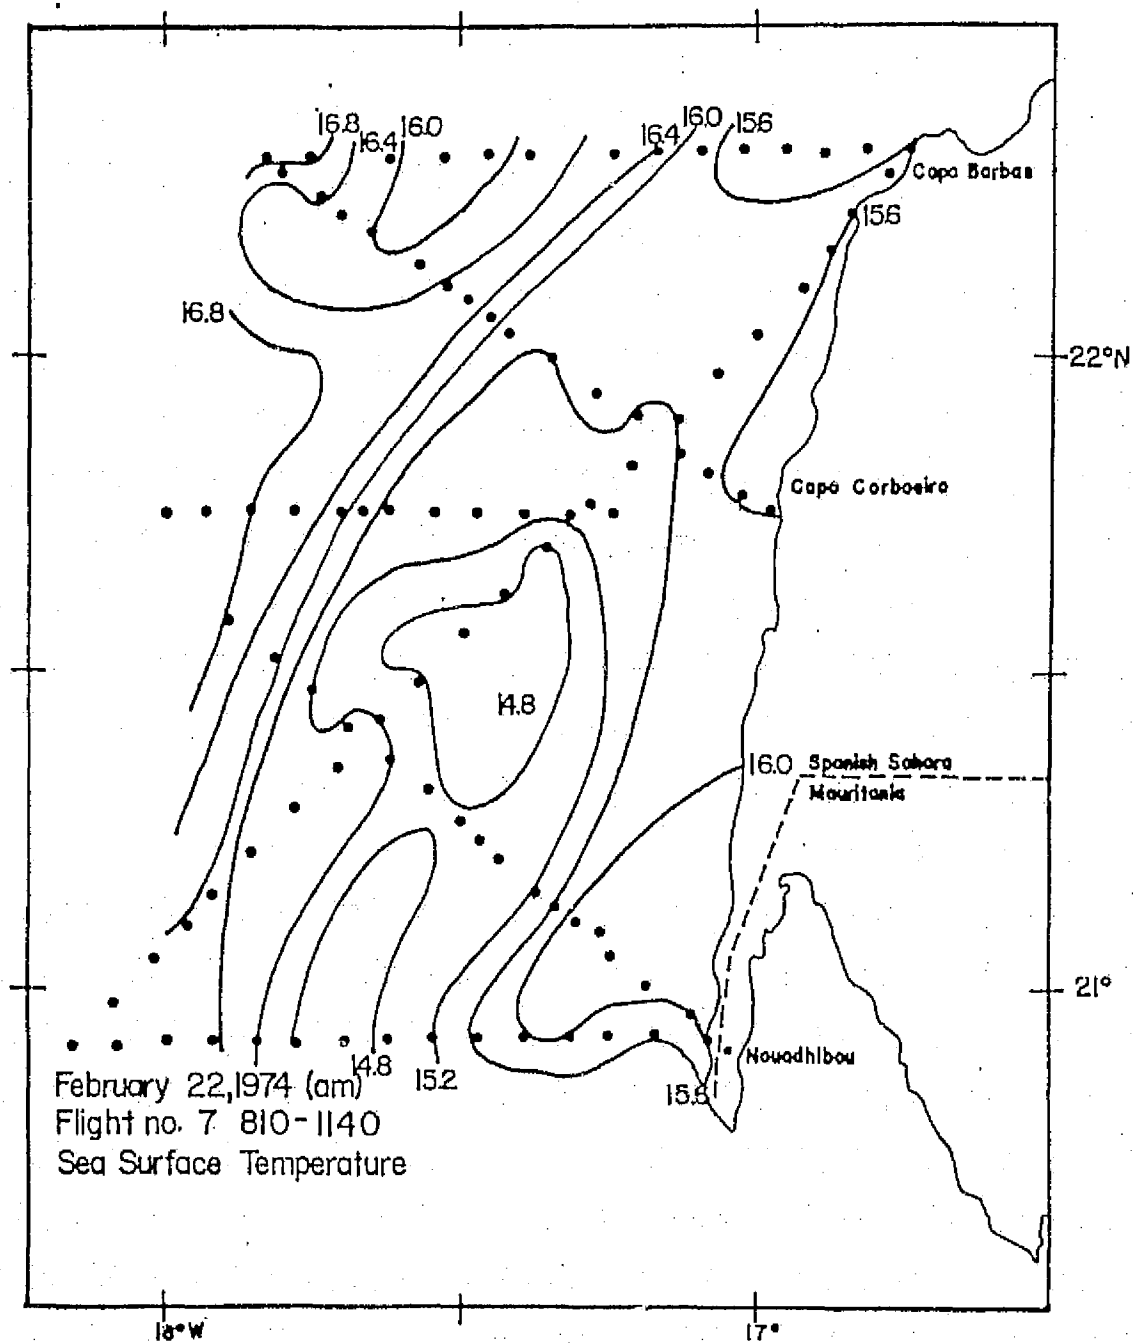 16.8
16.4
16.0
16.4
16.0
15.6
Capo Barbas
15.6
16.8
22°N
Capo Corboeiro
14.8
16.0
Spanish Sahara
Mauritania
21°
Nouadhibou
14.8
15.2
15.6
February 22, 1974 (am)
Flight no. 7 810-1140
Sea Surface Temperature
18°W
17°